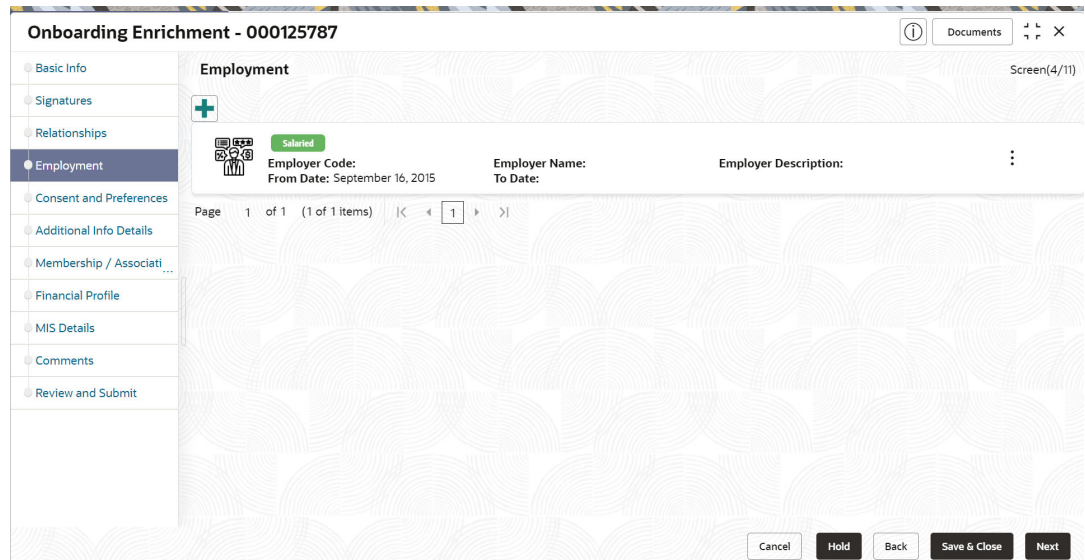 Onboarding Enrichment - 000125787
Documents
Basic Info
Signatures
Relationships
Employment
Consent and Preferences
Additional Info Details
Membership / Associati...
Financial Profile
MIS Details
Comments
Review and Submit
Employment
Screen(4/11)
Salaried
Employer Code: Employer Name: Employer Description:
From Date: September 16, 2015 To Date:
Page 1 of 1 (1 of 1 items) 1
Cancel Hold Back Save & Close Next